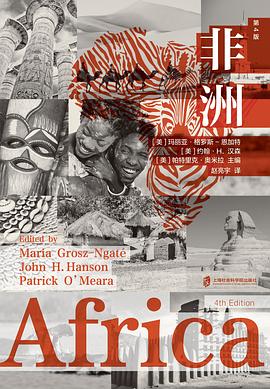 第4版
非洲
[美]玛丽亚·格罗斯－恩加特
[美]约翰·H.汉森
[美]帕特里克·奥米拉 主编
赵亮宇 译
Edited by
Maria Grosz-Ngaté
John H. Hanson
Patrick O'Meara
上海社会科学院出版社
4th Edition
Africa